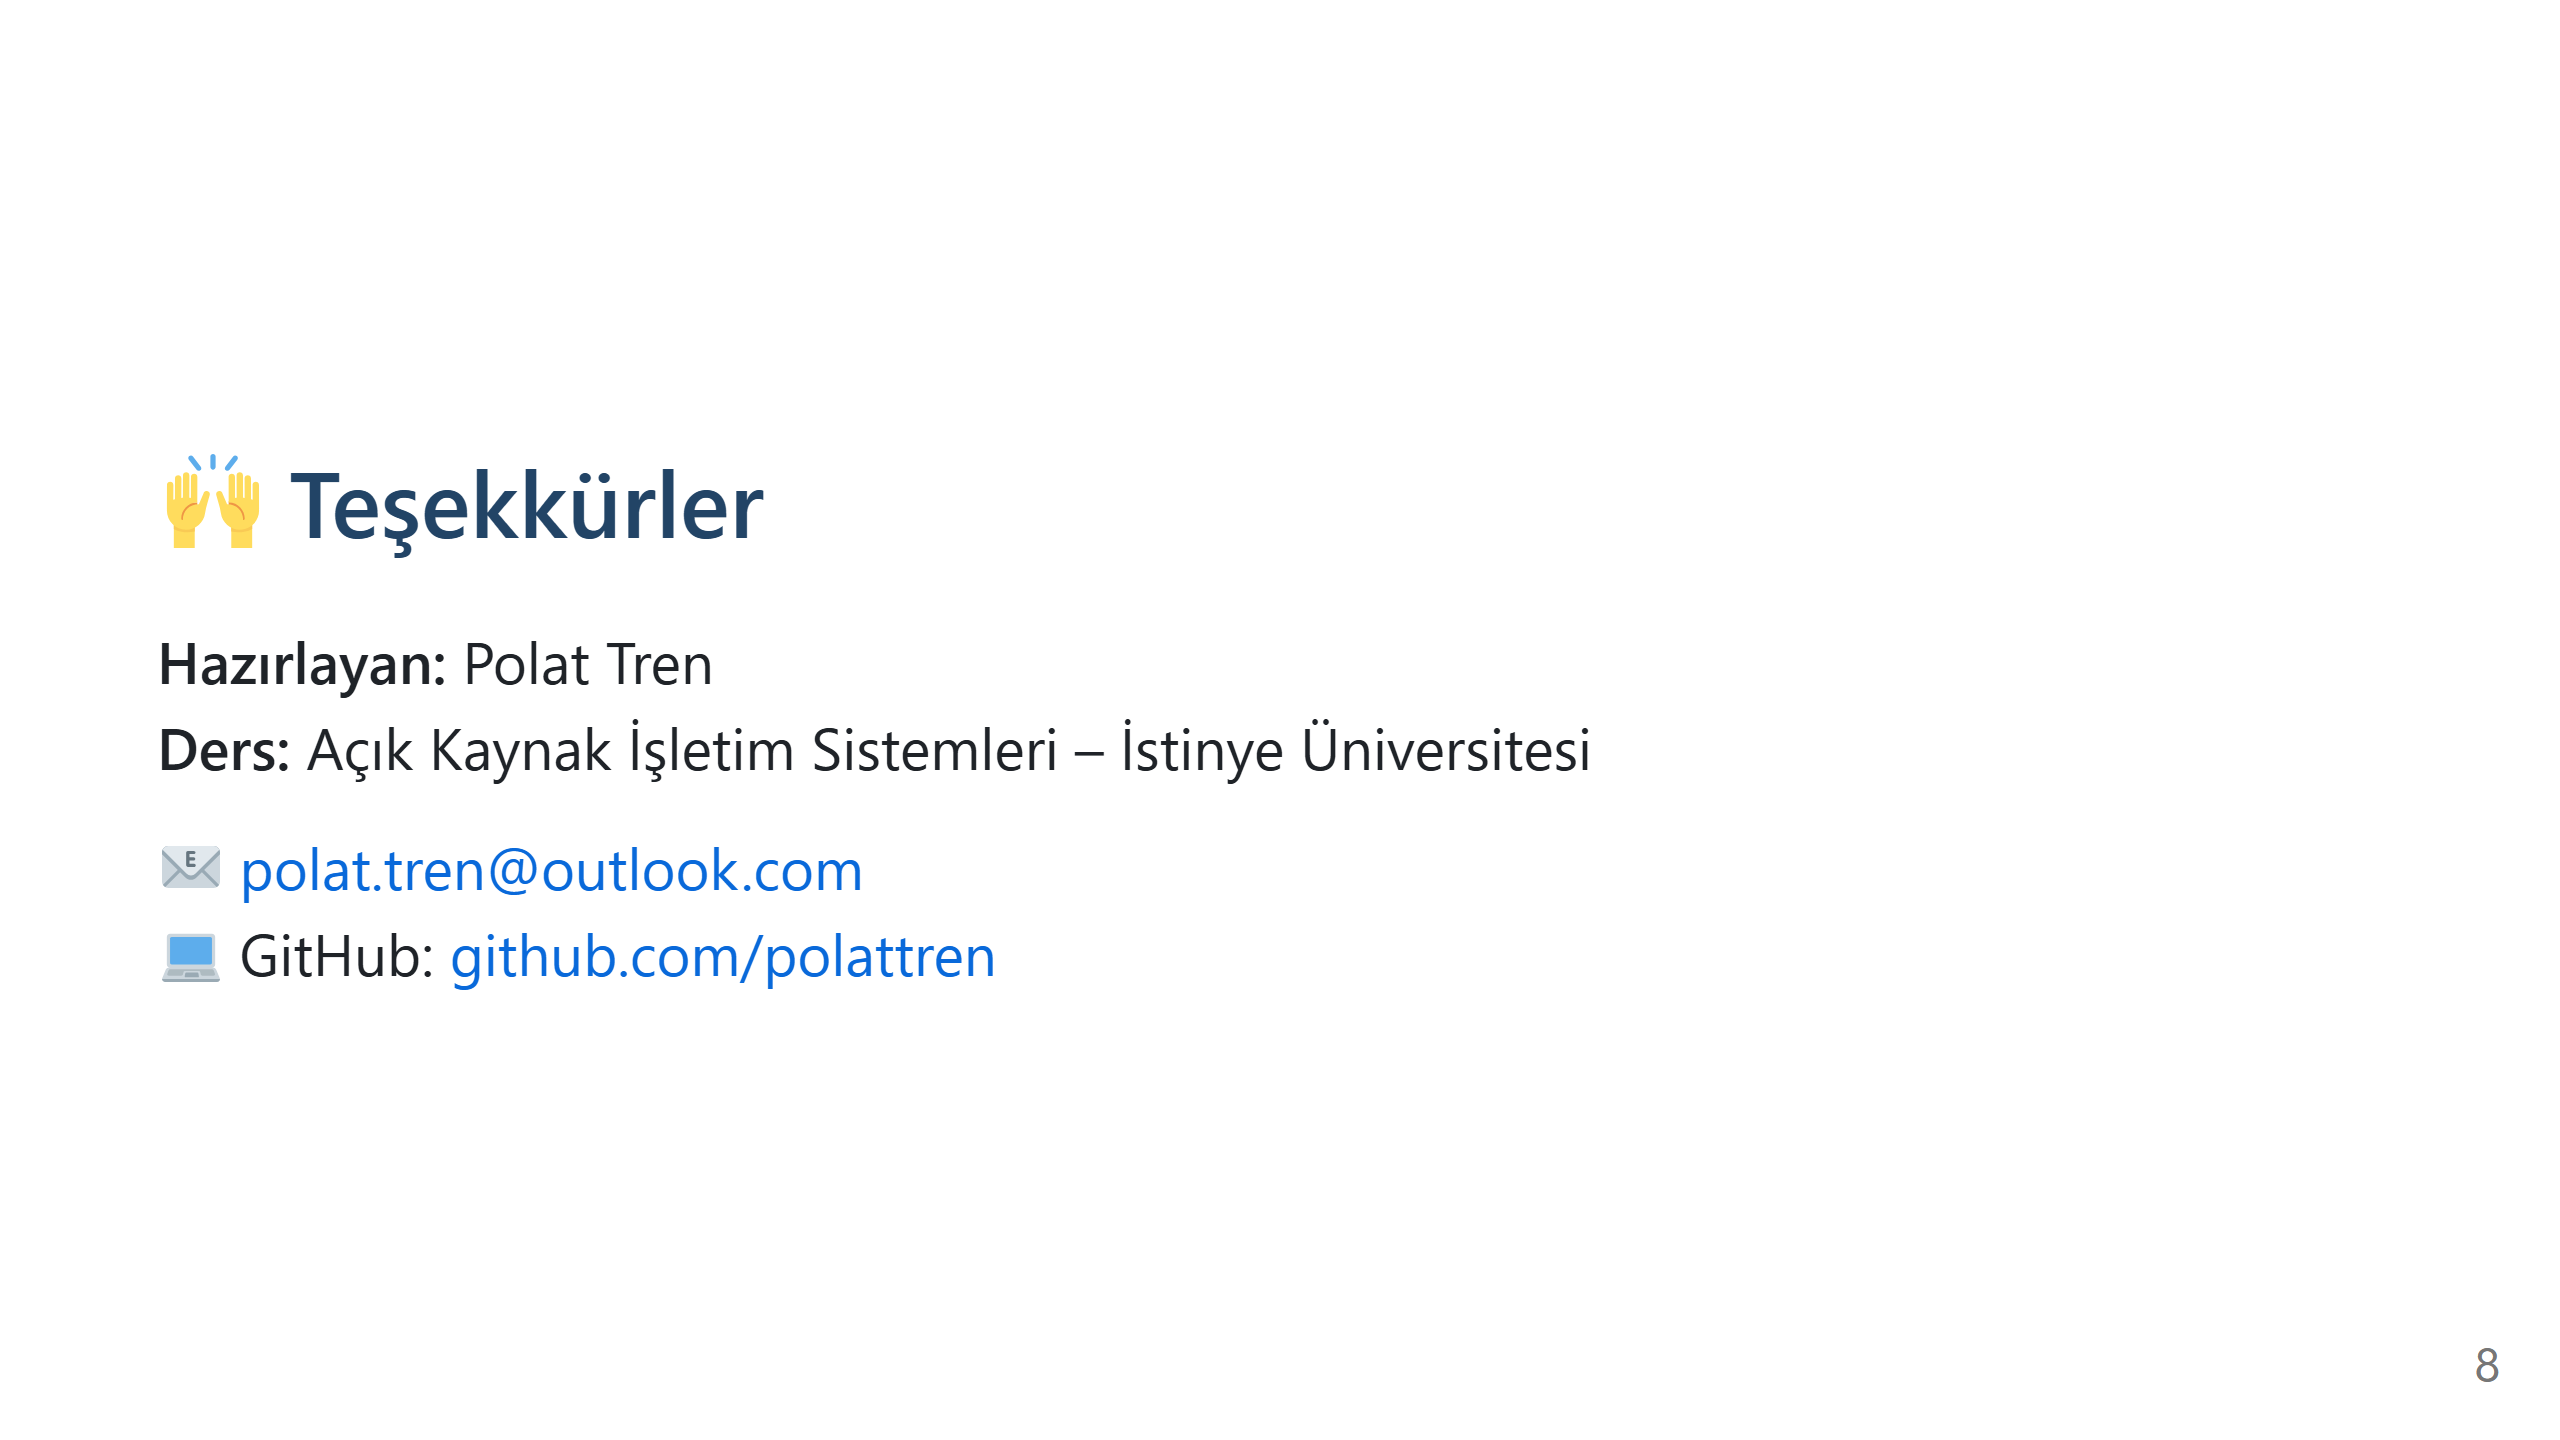 🙌 Teşekkürler
Hazırlayan: Polat Tren
Ders: Açık Kaynak İşletim Sistemleri – İstinye Üniversitesi
📧 polat.tren@outlook.com
💻 GitHub: github.com/polattren
8